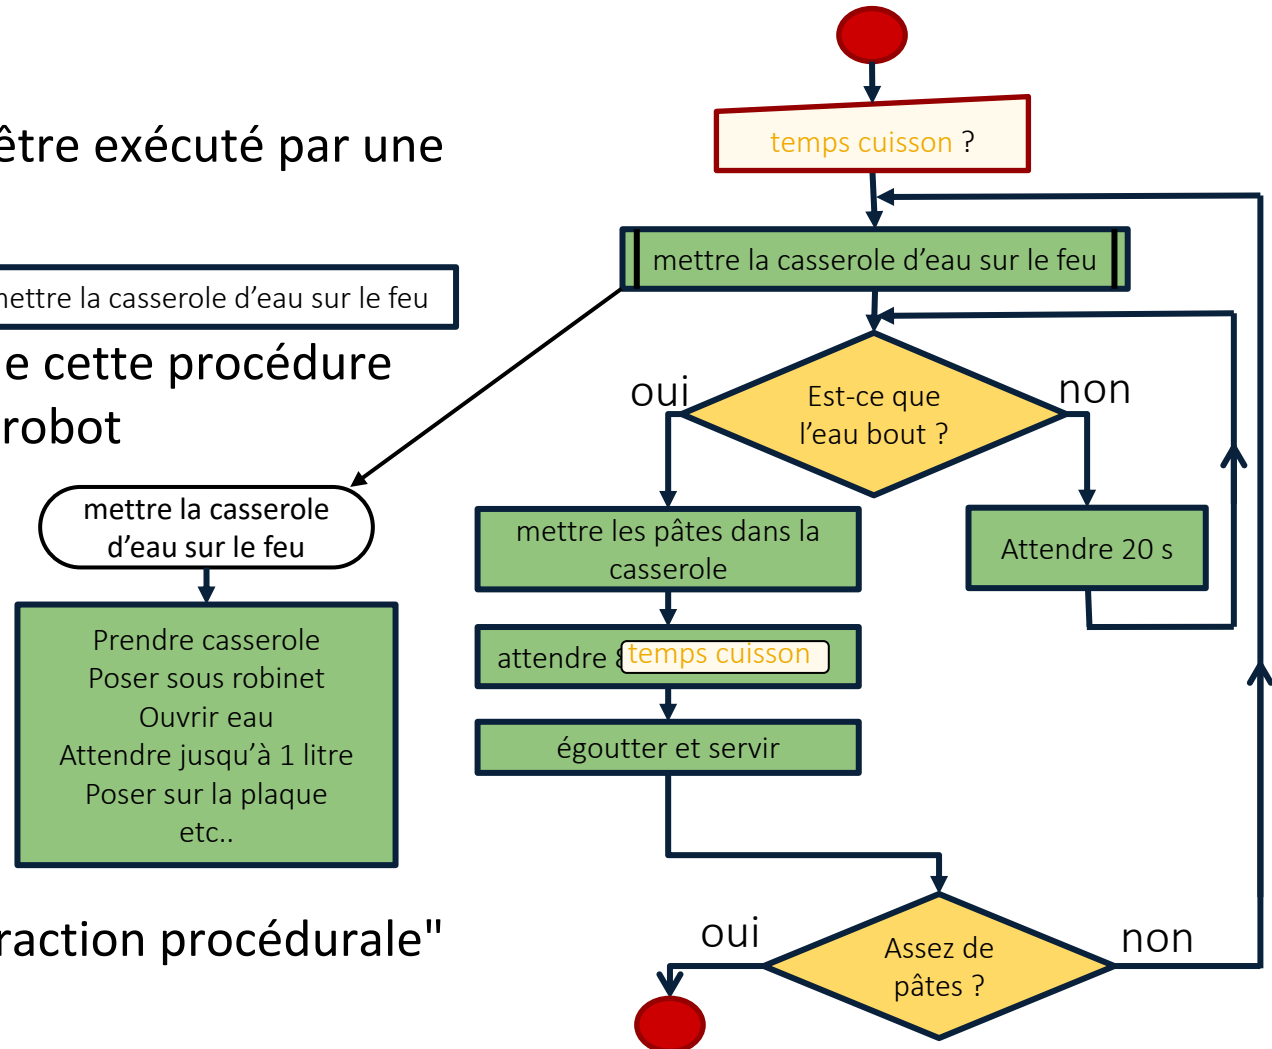 être exécuté par une
mettre la casserole d’eau sur le feu
e cette procédure
robot
mettre la casserole
d’eau sur le feu
Prendre casserole
Poser sous robinet
Ouvrir eau
Attendre jusqu’à 1 litre
Poser sur la plaque
etc..
raction procédurale"
temps cuisson ?
mettre la casserole d’eau sur le feu
Est-ce que
l’eau bout ?
oui
non
mettre les pâtes dans la
casserole
Attendre 20 s
attendre temps cuisson
égoutter et servir
Assez de
pâtes ?
oui
non